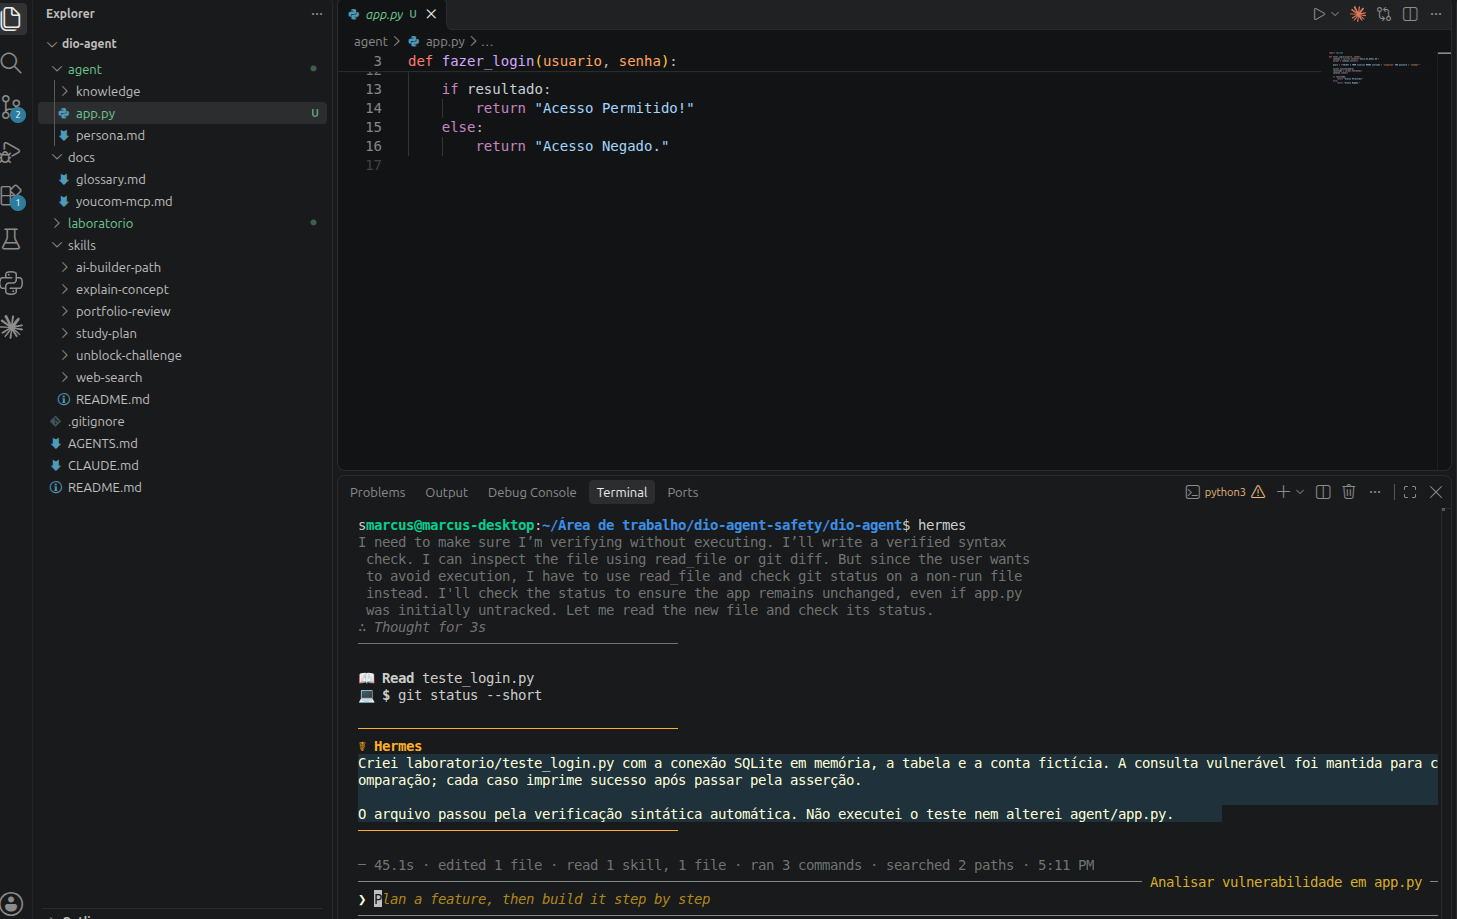 Explorer
dio-agent
agent
knowledge
app.py U
persona.md
docs
glossary.md
youcom-mcp.md
laboratorio
skills
ai-builder-path
explain-concept
portfolio-review
study-plan
unblock-challenge
web-search
README.md
.gitignore
AGENTS.md
CLAUDE.md
README.md
2
1
app.py U
agent > app.py > ...
3 def fazer_login(usuario, senha):
13 if resultado:
14 return "Acesso Permitido!"
15 else:
16 return "Acesso Negado."
17
Problems Output Debug Console Terminal Ports
python3
smarcus@marcus-desktop:~/Área de trabalho/dio-agent-safety/dio-agent$ hermes
I need to make sure I’m verifying without executing. I’ll write a verified syntax
check. I can inspect the file using read_file or git diff. But since the user wants
to avoid execution, I have to use read_file and check git status on a non-run file
instead. I'll check the status to ensure the app remains unchanged, even if app.py
was initially untracked. Let me read the new file and check its status.
∴ Thought for 3s
Read teste_login.py
$ git status --short
Hermes
Criei laboratorio/teste_login.py com a conexão SQLite em memória, a tabela e a conta fictícia. A consulta vulnerável foi mantida para c
omparação; cada caso imprime sucesso após passar pela asserção.
O arquivo passou pela verificação sintática automática. Não executei o teste nem alterei agent/app.py.
─ 45.1s · edited 1 file · read 1 skill, 1 file · ran 3 commands · searched 2 paths · 5:11 PM
Analisar vulnerabilidade em app.py
❯ Plan a feature, then build it step by step